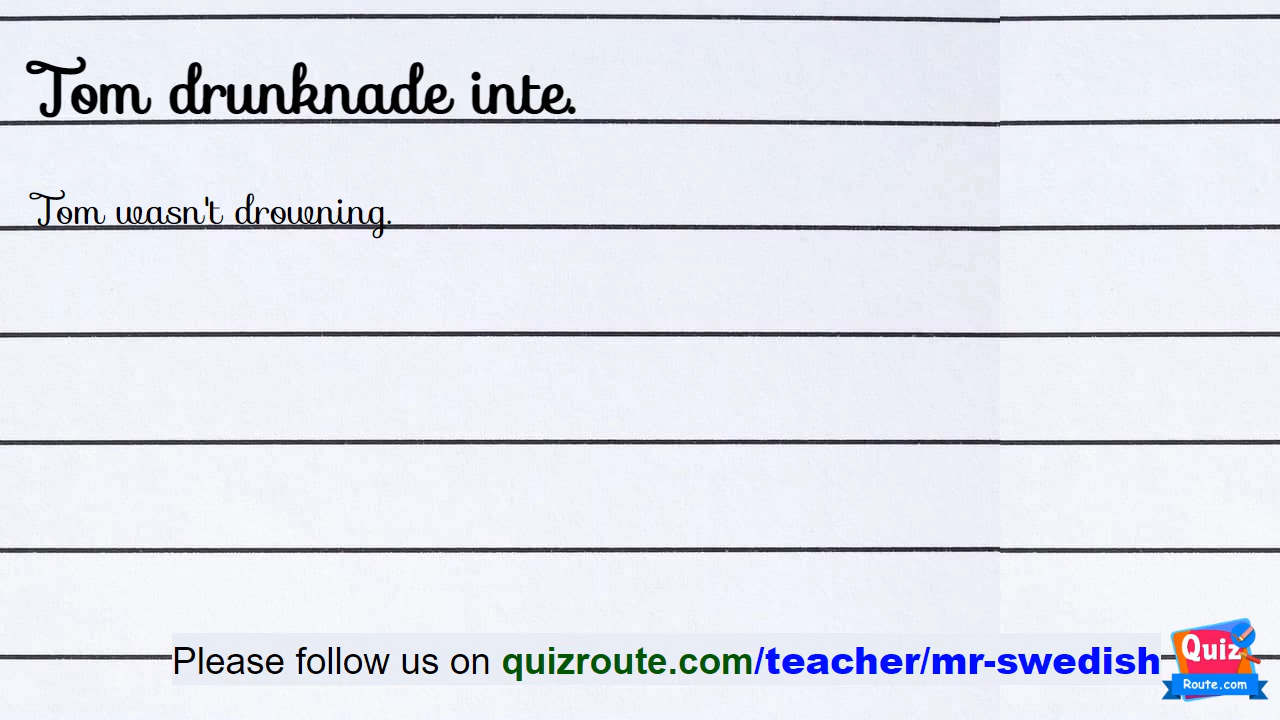 Tom drunknade inte.
Tom wasn't drowning.
Please follow us on quizroute.com/teacher/mr-swedish
Quiz
Route.com